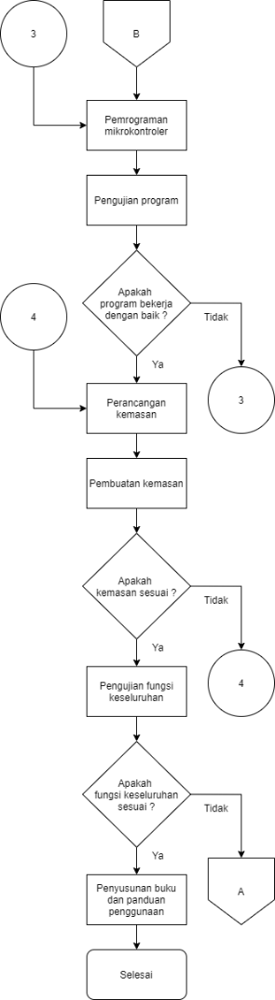 3
B
Pemrograman
mikrokontroler
Pengujian program
Apakah
program bekerja
dengan baik ?
Tidak
Ya
3
4
Perancangan
kemasan
Pembuatan kemasan
Apakah
kemasan sesuai ?
Tidak
Ya
4
Pengujian fungsi
keseluruhan
Apakah
fungsi keseluruhan
sesuai ?
Tidak
Ya
A
Penyusunan buku
dan panduan
penggunaan
Selesai